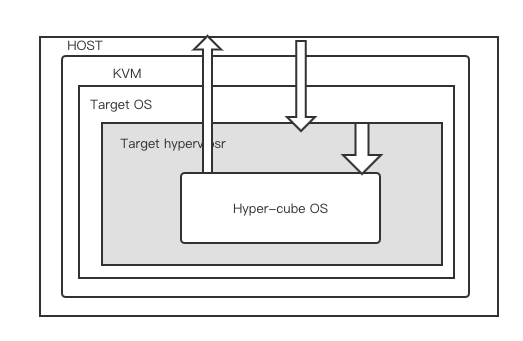 HOST
KVM
Target OS
Target hypervosr
Hyper-cube OS